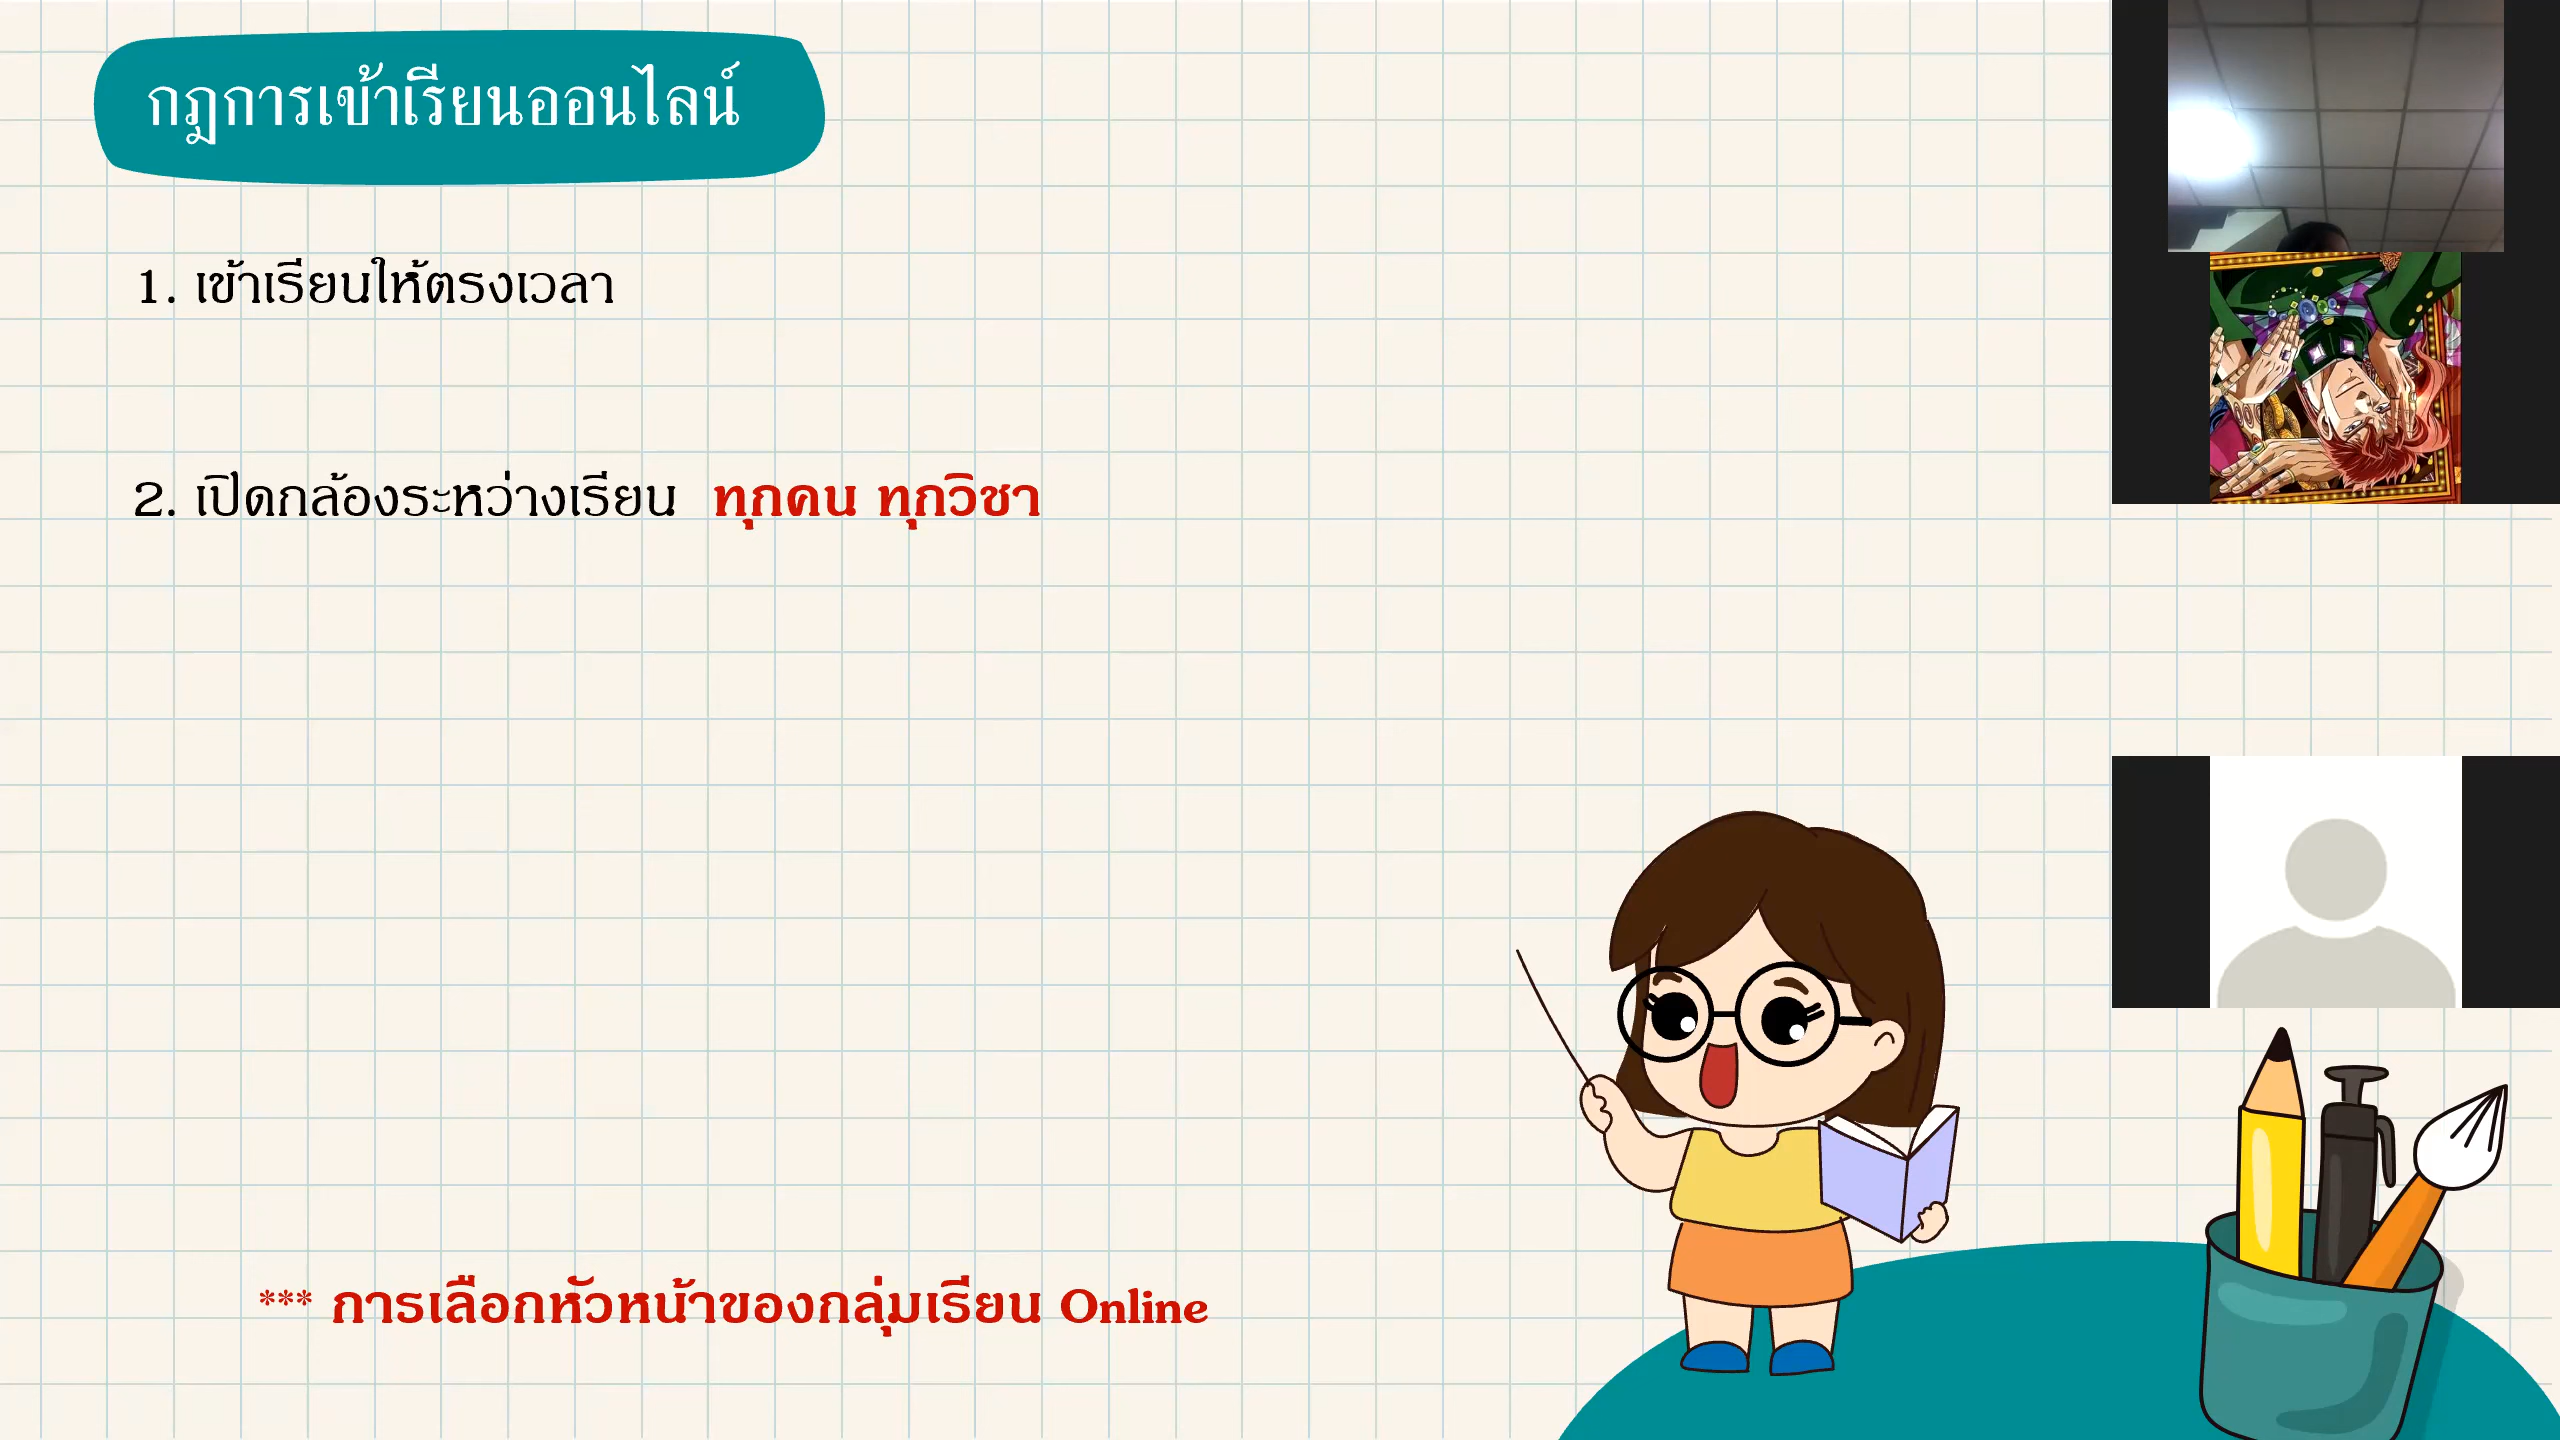 กฎการเข้าเรียนออนไลน์
1. เข้าเรียนให้ตรงเวลา
2. เปิดกล้องระหว่างเรียน ทุกคน ทุกวิชา
*** การเลือกหัวหน้าของกลุ่มเรียน Online